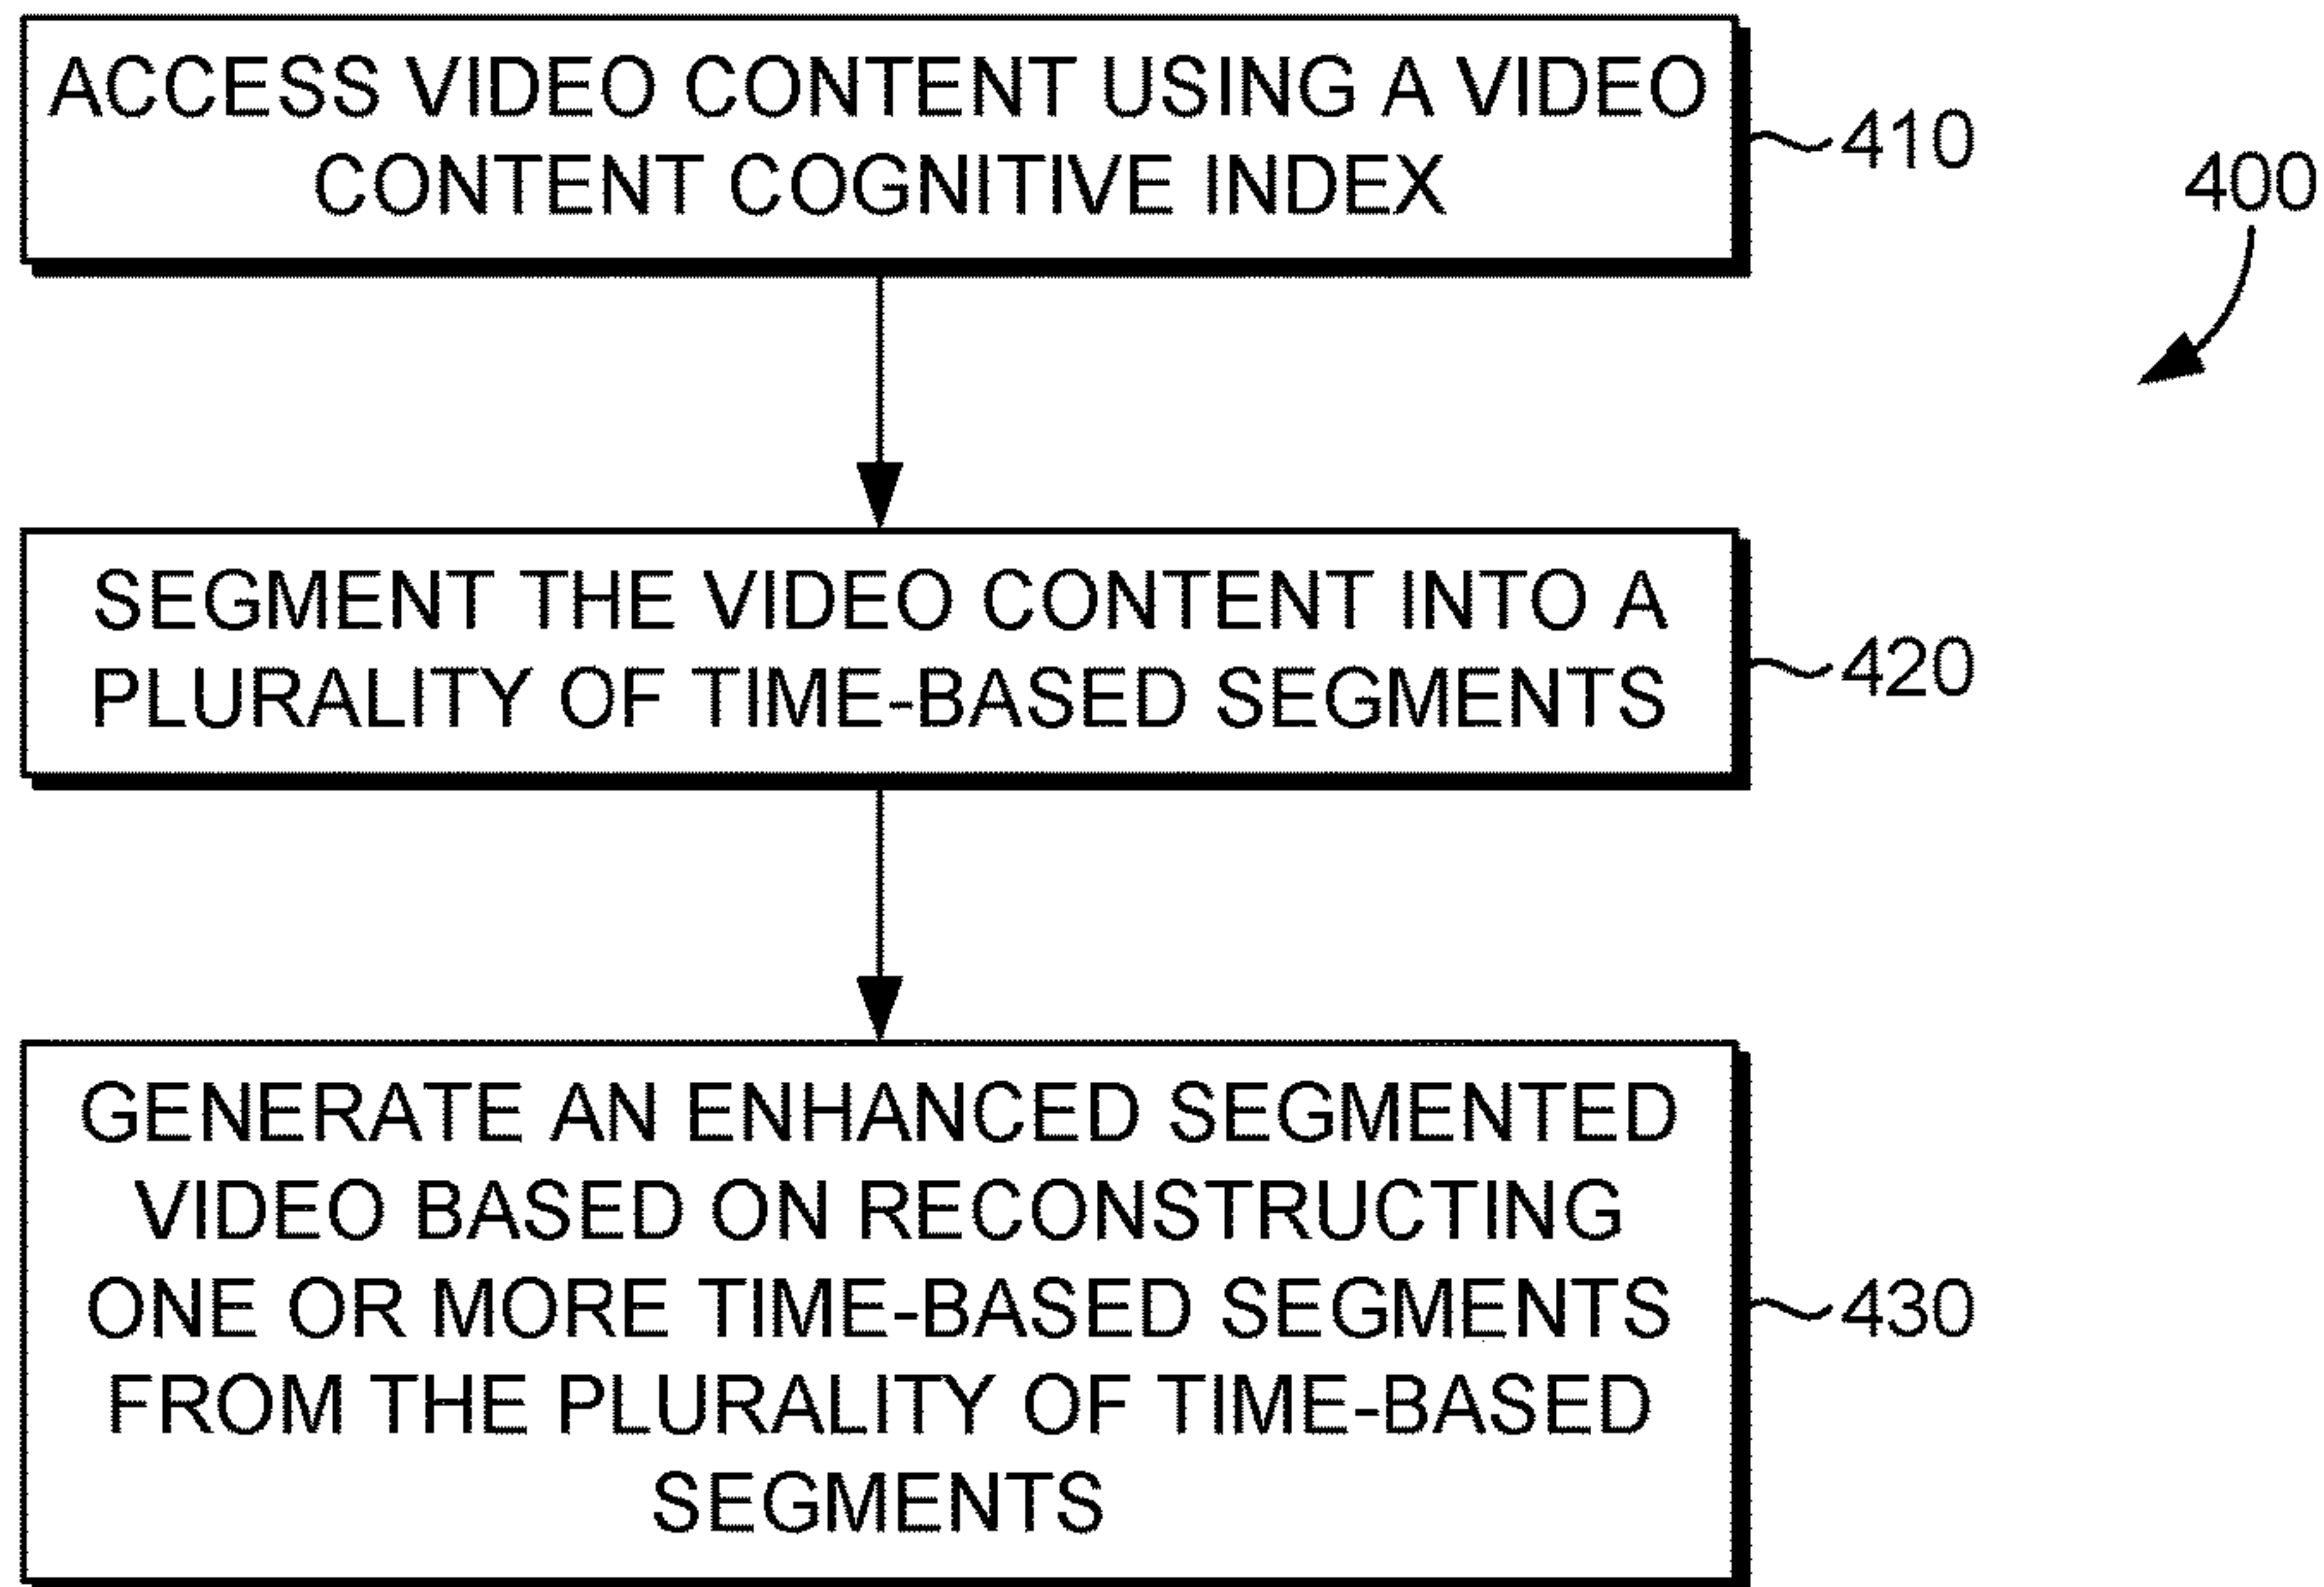 ACCESS VIDEO CONTENT USING A VIDEO
CONTENT COGNITIVE INDEX
410
400
SEGMENT THE VIDEO CONTENT INTO A
PLURALITY OF TIME-BASED SEGMENTS
420
GENERATE AN ENHANCED SEGMENTED
VIDEO BASED ON RECONSTRUCTING
ONE OR MORE TIME-BASED SEGMENTS
FROM THE PLURALITY OF TIME-BASED
SEGMENTS
430